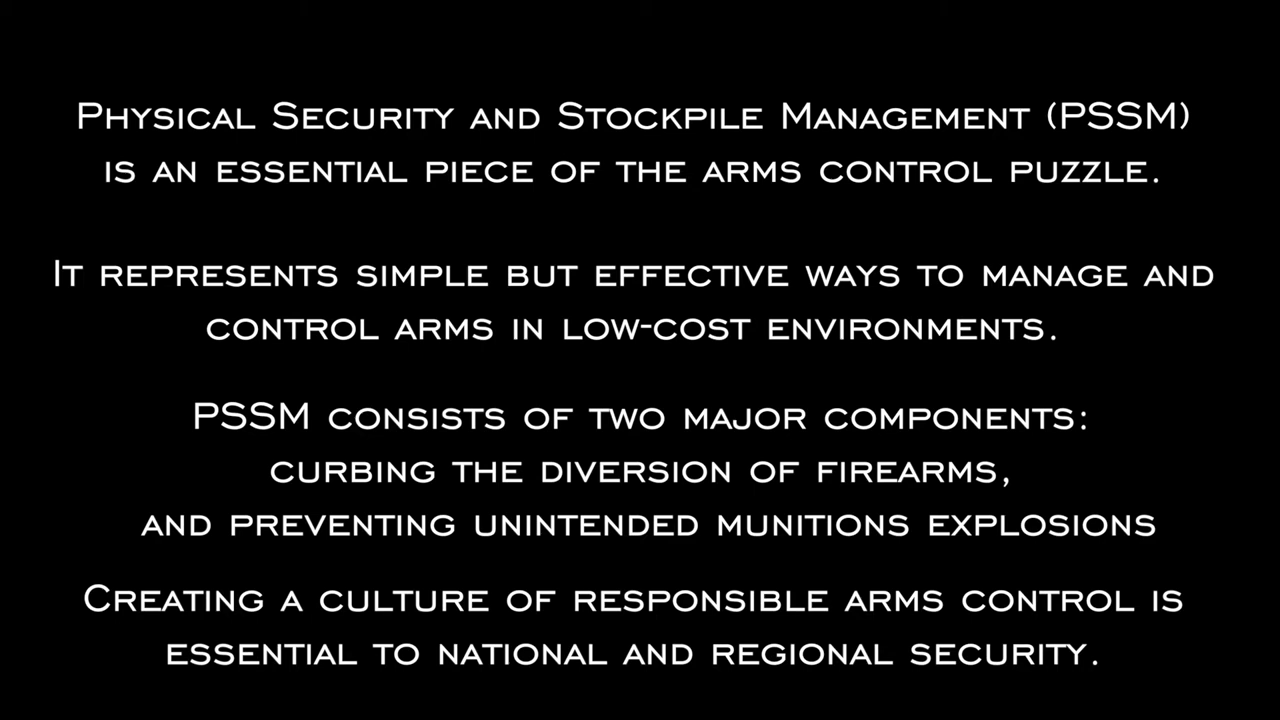 Physical Security and Stockpile Management (PSSM)
is an essential piece of the arms control puzzle.
It represents simple but effective ways to manage and
control arms in low-cost environments.
PSSM consists of two major components:
curbing the diversion of firearms,
and preventing unintended munitions explosions
Creating a culture of responsible arms control is
essential to national and regional security.